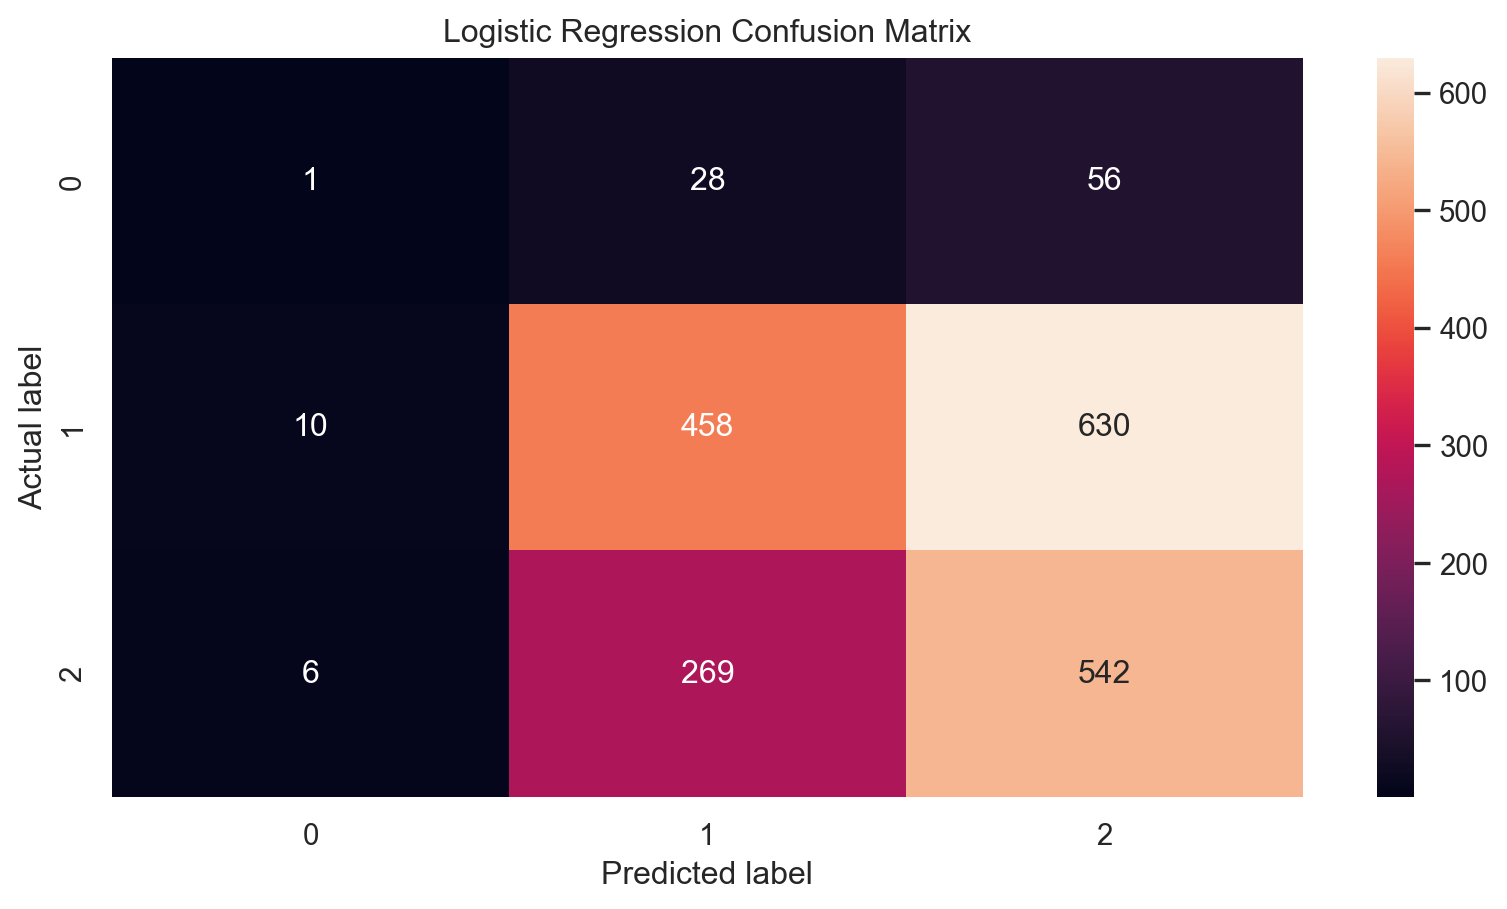 Logistic Regression Confusion Matrix
Actual label
0
1
2
1 28 56
10 458 630
6 269 542
0 1 2
Predicted label
600
500
400
300
200
100